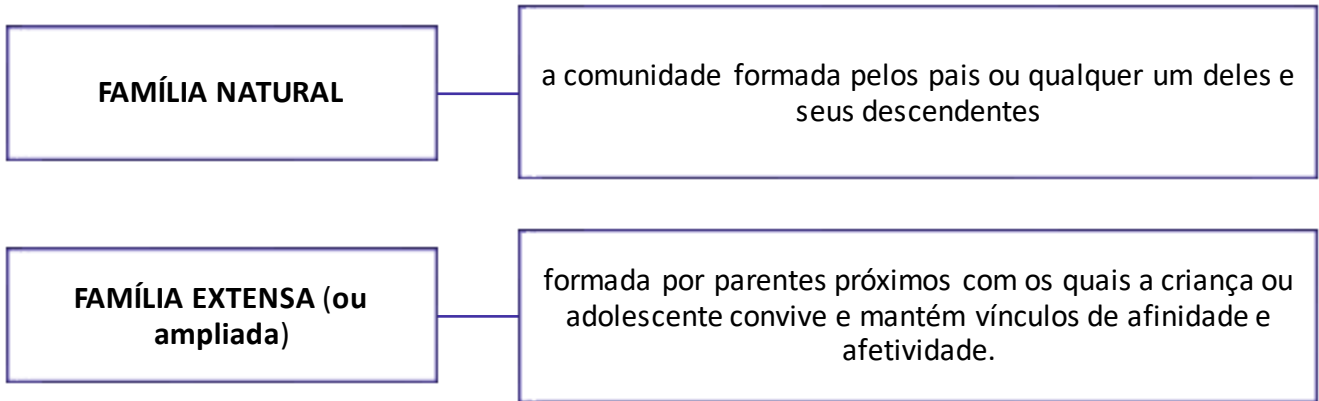 FAMÍLIA NATURAL
a comunidade formada pelos pais ou qualquer um deles e
seus descendentes
FAMÍLIA EXTENSA (ou
ampliada)
formada por parentes próximos com os quais a criança ou
adolescente convive e mantém vínculos de afinidade e
afetividade.